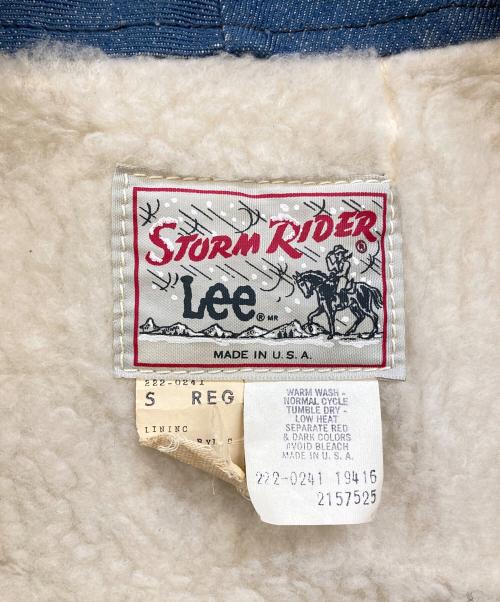 STORM RIDER®
Lee® MR
MADE IN U.S.A.
222-0241
S REG
LINING
WARM WASH-
NORMAL CYCLE
TUMBLE DRY-
LOW HEAT
SEPARATE RED
& DARK COLORS
AVOID BLEACH
MADE IN U.S.A.
222-0241 19416
2157525